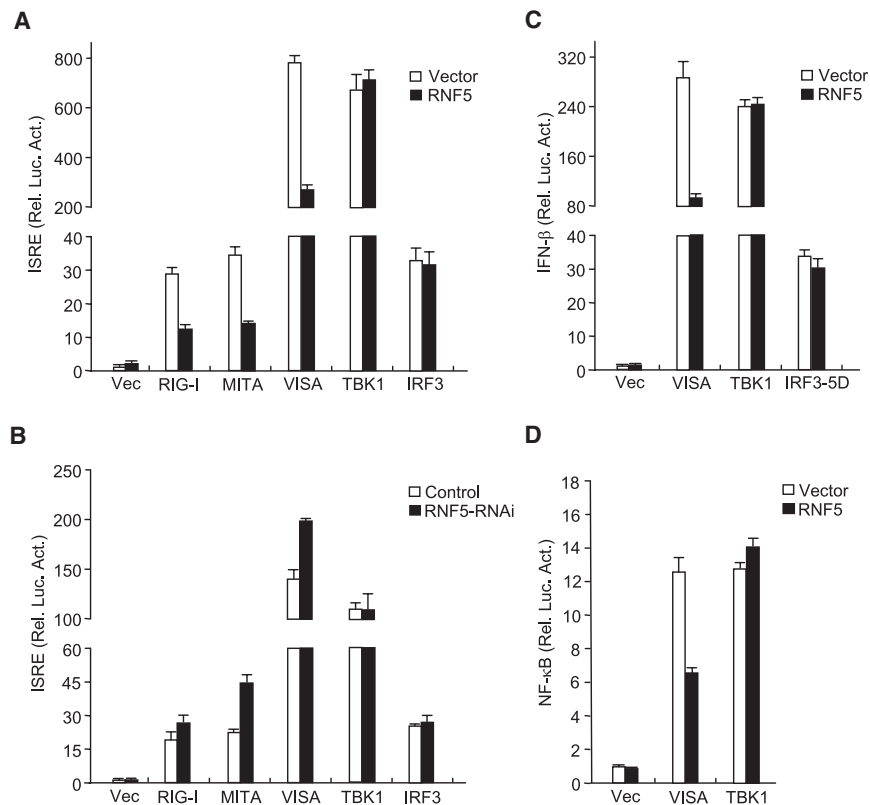 A
ISRE (Rel. Luc. Act.)
800
600
400
200
40
30
20
10
0
Vector
RNF5
Vec RIG-I MITA VISA TBK1 IRF3
C
IFN-β (Rel. Luc. Act.)
320
240
160
80
40
30
20
10
0
Vector
RNF5
Vec VISA TBK1 IRF3-5D
B
ISRE (Rel. Luc. Act.)
250
200
150
100
60
45
30
15
0
Control
RNF5-RNAi
Vec RIG-I MITA VISA TBK1 IRF3
D
NF-κB (Rel. Luc. Act.)
18
16
14
12
10
8
6
4
2
0
Vector
RNF5
Vec VISA TBK1